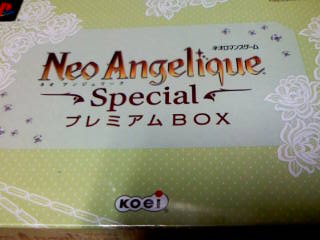 ネオロマンスゲーム
Neo Angelique
ネオ アンジェリーク
Special
プレミアムBOX
KOEI